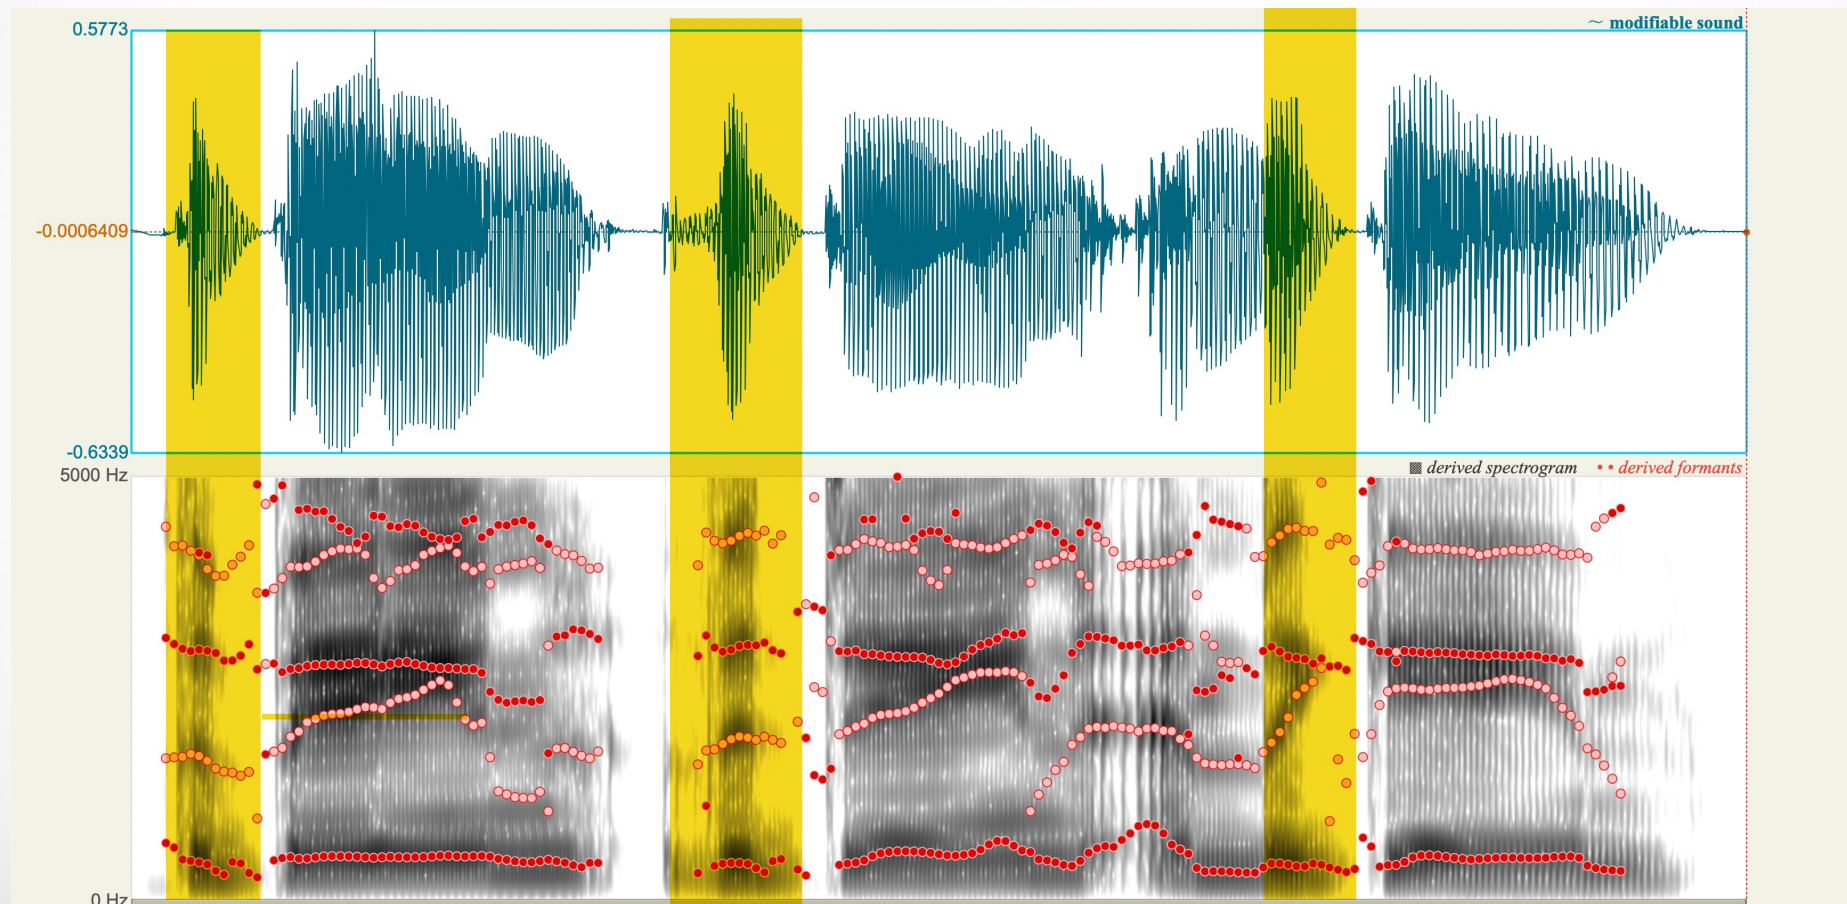 0.5773
~ modifiable sound
-0.0006409
-0.6339
5000 Hz
derived spectrogram
derived formants
0 Hz